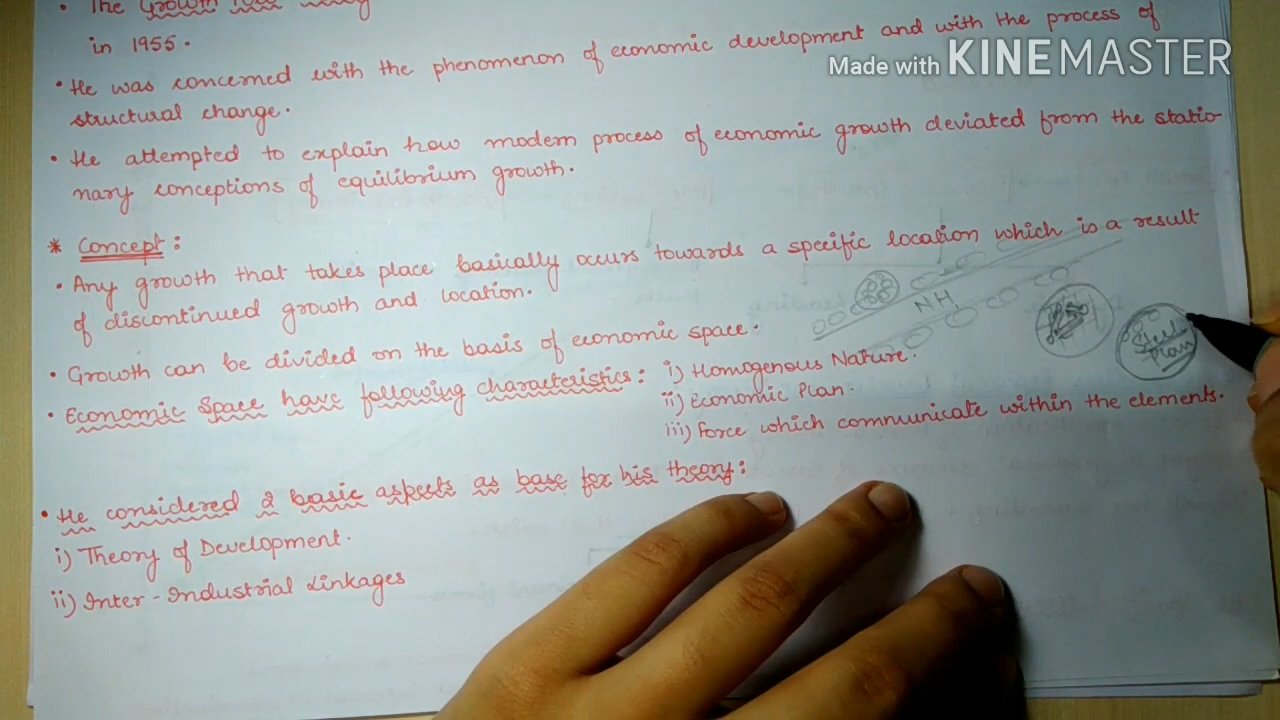 • The Growth Pole
in 1955.
• He was concerned with the phenomenon of economic development and with the process of
structural change.
• He attempted to explain how modern process of economic growth deviated from the statio-
nary conceptions of equilibrium growth.
* Concept:
• Any growth that takes place basically occurs towards a specific location which is a result
of discontinued growth and location.
NH
Steel
Plan
• Growth can be divided on the basis of economic space.
• Economic Space have following characteristics: i) Homogenous Nature.
ii) Economic Plan.
iii) Force which communicate within the elements.
• He considered 2 basic aspects as base for his theory:
i) Theory of Development.
ii) Inter-Industrial Linkages
Made with KINEMASTER